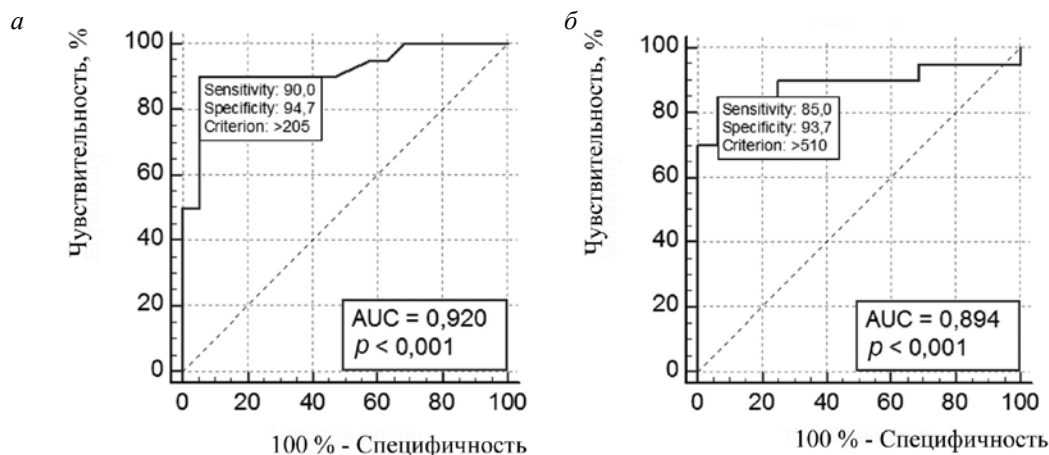 а
Чувствительность, %
100
80
60
40
20
0
Sensitivity: 90,0
Specificity: 94,7
Criterion: >205
AUC = 0,920
p < 0,001
0 20 40 60 80 100
100 % - Специфичность
б
Чувствительность, %
100
80
60
40
20
0
Sensitivity: 85,0
Specificity: 93,7
Criterion: >510
AUC = 0,894
p < 0,001
0 20 40 60 80 100
100 % - Специфичность